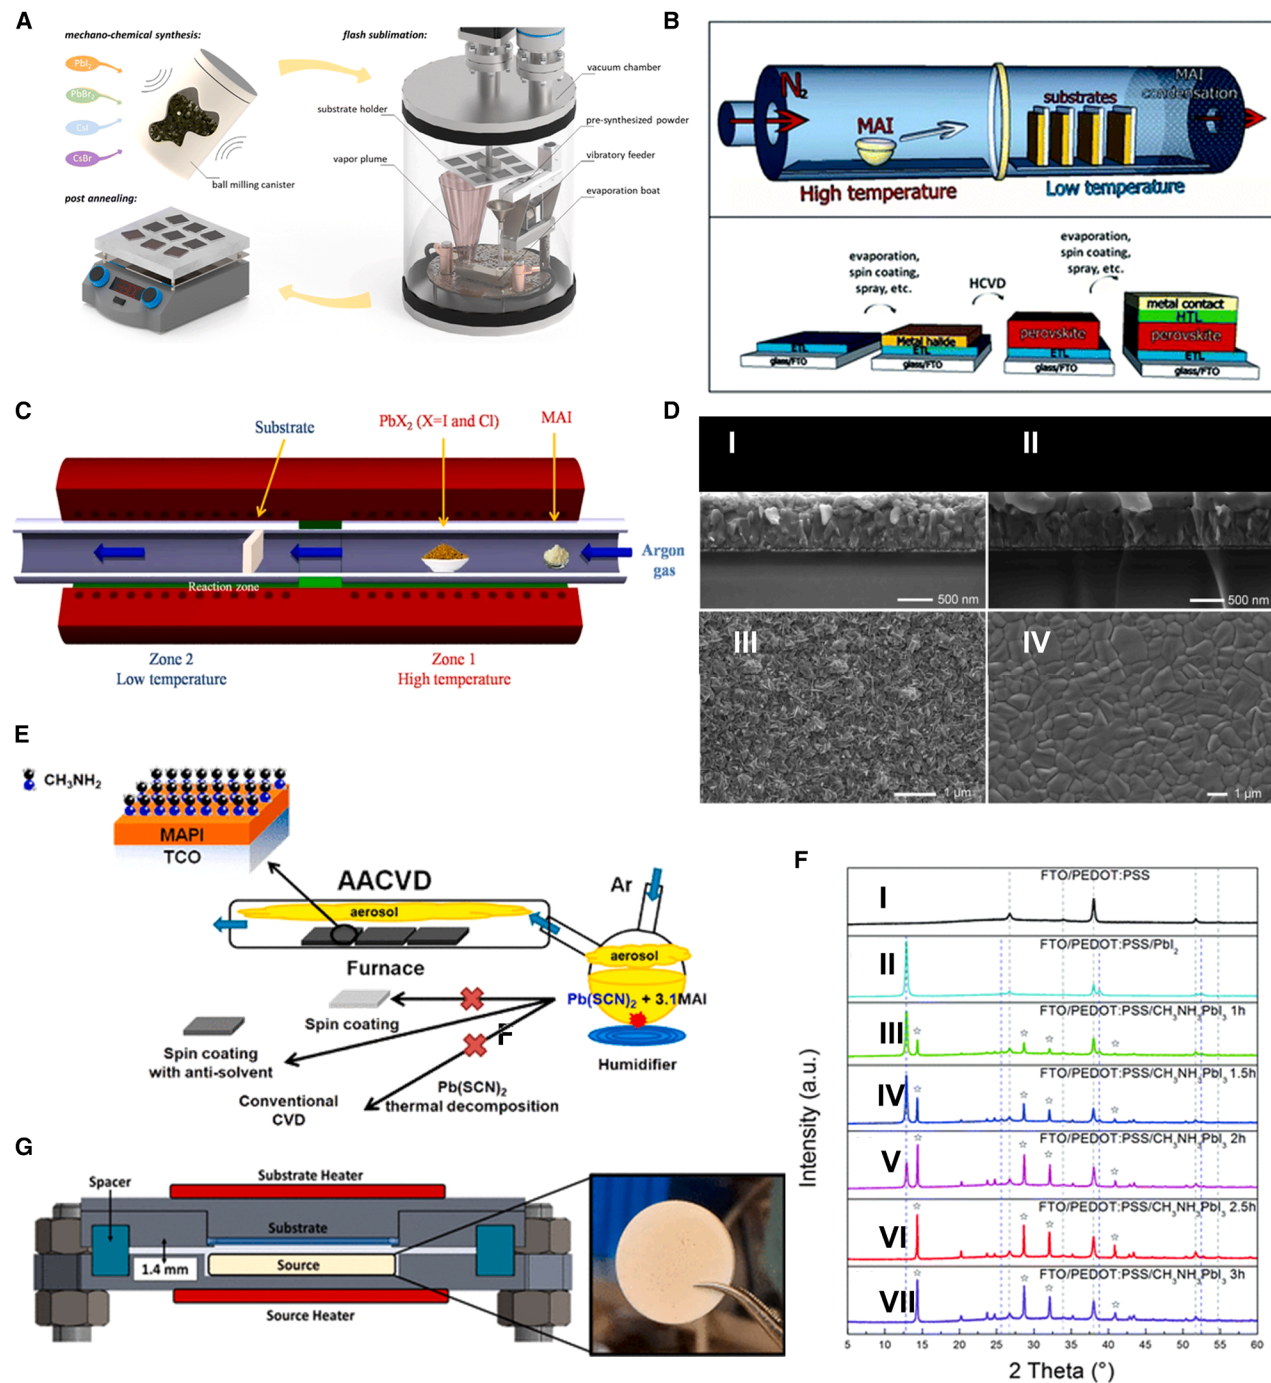 A
mechano-chemical synthesis:
PbI2
PbBr2
CsI
CsBr
ball milling canister
post annealing:
flash sublimation:
vacuum chamber
substrate holder
pre-synthesized powder
vapor plume
vibratory feeder
evaporation boat
B
N2
MAI
substrates
MAI
condensation
High temperature
Low temperature
evaporation,
spin coating,
spray, etc.
HCVD
evaporation,
spin coating,
spray, etc.
ETL
glass/FTO
Metal halide
ETL
glass/FTO
perovskite
ETL
glass/FTO
metal contact
HTL
perovskite
ETL
glass/FTO
C
Substrate
PbX2 (X=I and Cl)
MAI
Argon
gas
Reaction zone
Zone 2
Low temperature
Zone 1
High temperature
D
I
II
500 nm
500 nm
III
IV
1 µm
1 µm
E
CH3NH2
MAPI
TCO
AACVD
Ar
aerosol
aerosol
Furnace
Pb(SCN)2 + 3.1MAI
Spin coating
Spin coating
with anti-solvent
Humidifier
Conventional
CVD
Pb(SCN)2
thermal decomposition
F
I
FTO/PEDOT:PSS
II
FTO/PEDOT:PSS/PbI2
III
FTO/PEDOT:PSS/CH3NH3PbI3 1h
IV
FTO/PEDOT:PSS/CH3NH3PbI3 1.5h
V
FTO/PEDOT:PSS/CH3NH3PbI3 2h
VI
FTO/PEDOT:PSS/CH3NH3PbI3 2.5h
VII
FTO/PEDOT:PSS/CH3NH3PbI3 3h
Intensity (a.u.)
5 10 15 20 25 30 35 40 45 50 55 60
2 Theta (°)
G
Spacer
Substrate Heater
Substrate
1.4 mm
Source
Source Heater